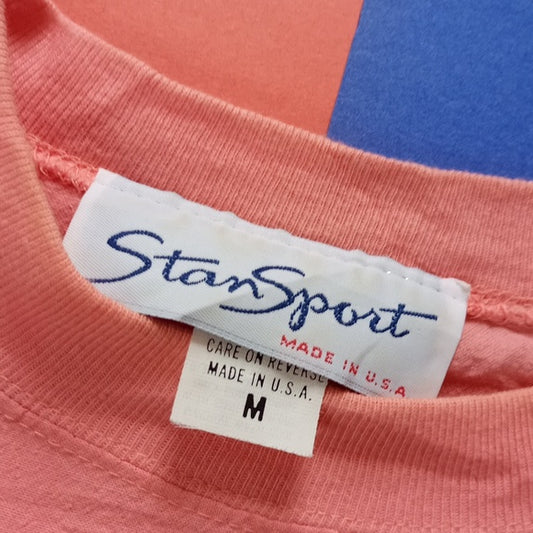 StanSport
MADE IN U.S.A
CARE ON REVERSE
MADE IN U.S.A.
M